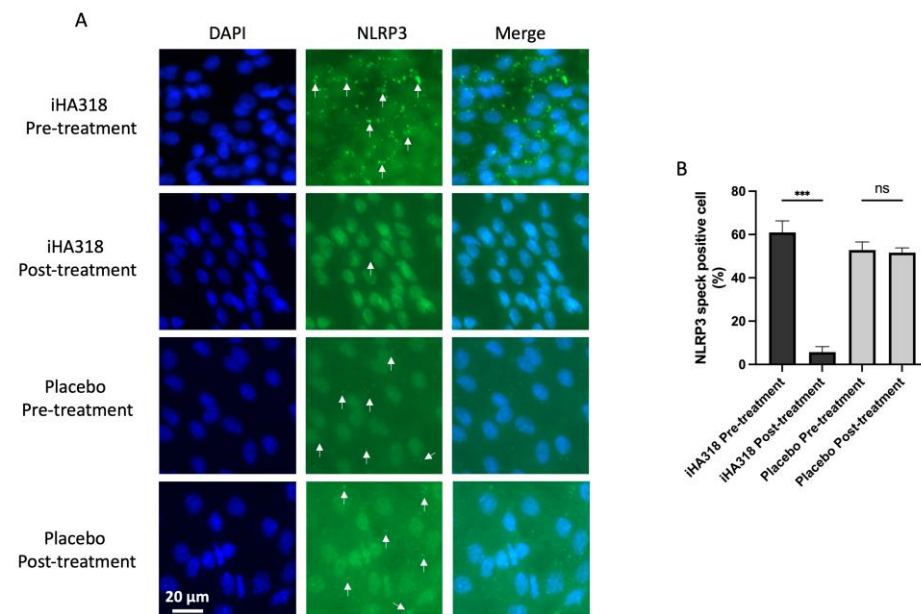 A
DAPI
NLRP3
Merge
iHA318
Pre-treatment
iHA318
Post-treatment
Placebo
Pre-treatment
Placebo
Post-treatment
20 μm
B
NLRP3 speck positive cell
(%)
80
60
40
20
0
***
ns
iHA318 Pre-treatment
iHA318 Post-treatment
Placebo Pre-treatment
Placebo Post-treatment